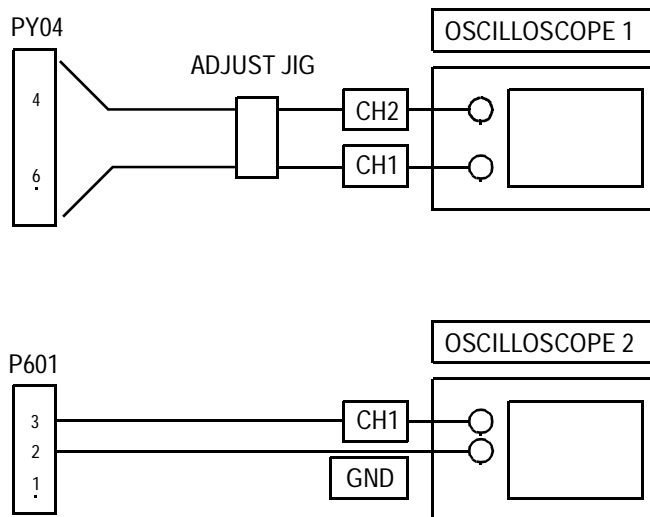 PY04
OSCILLOSCOPE 1
ADJUST JIG
4
CH2
6
CH1
OSCILLOSCOPE 2
P601
3
CH1
2
1
GND